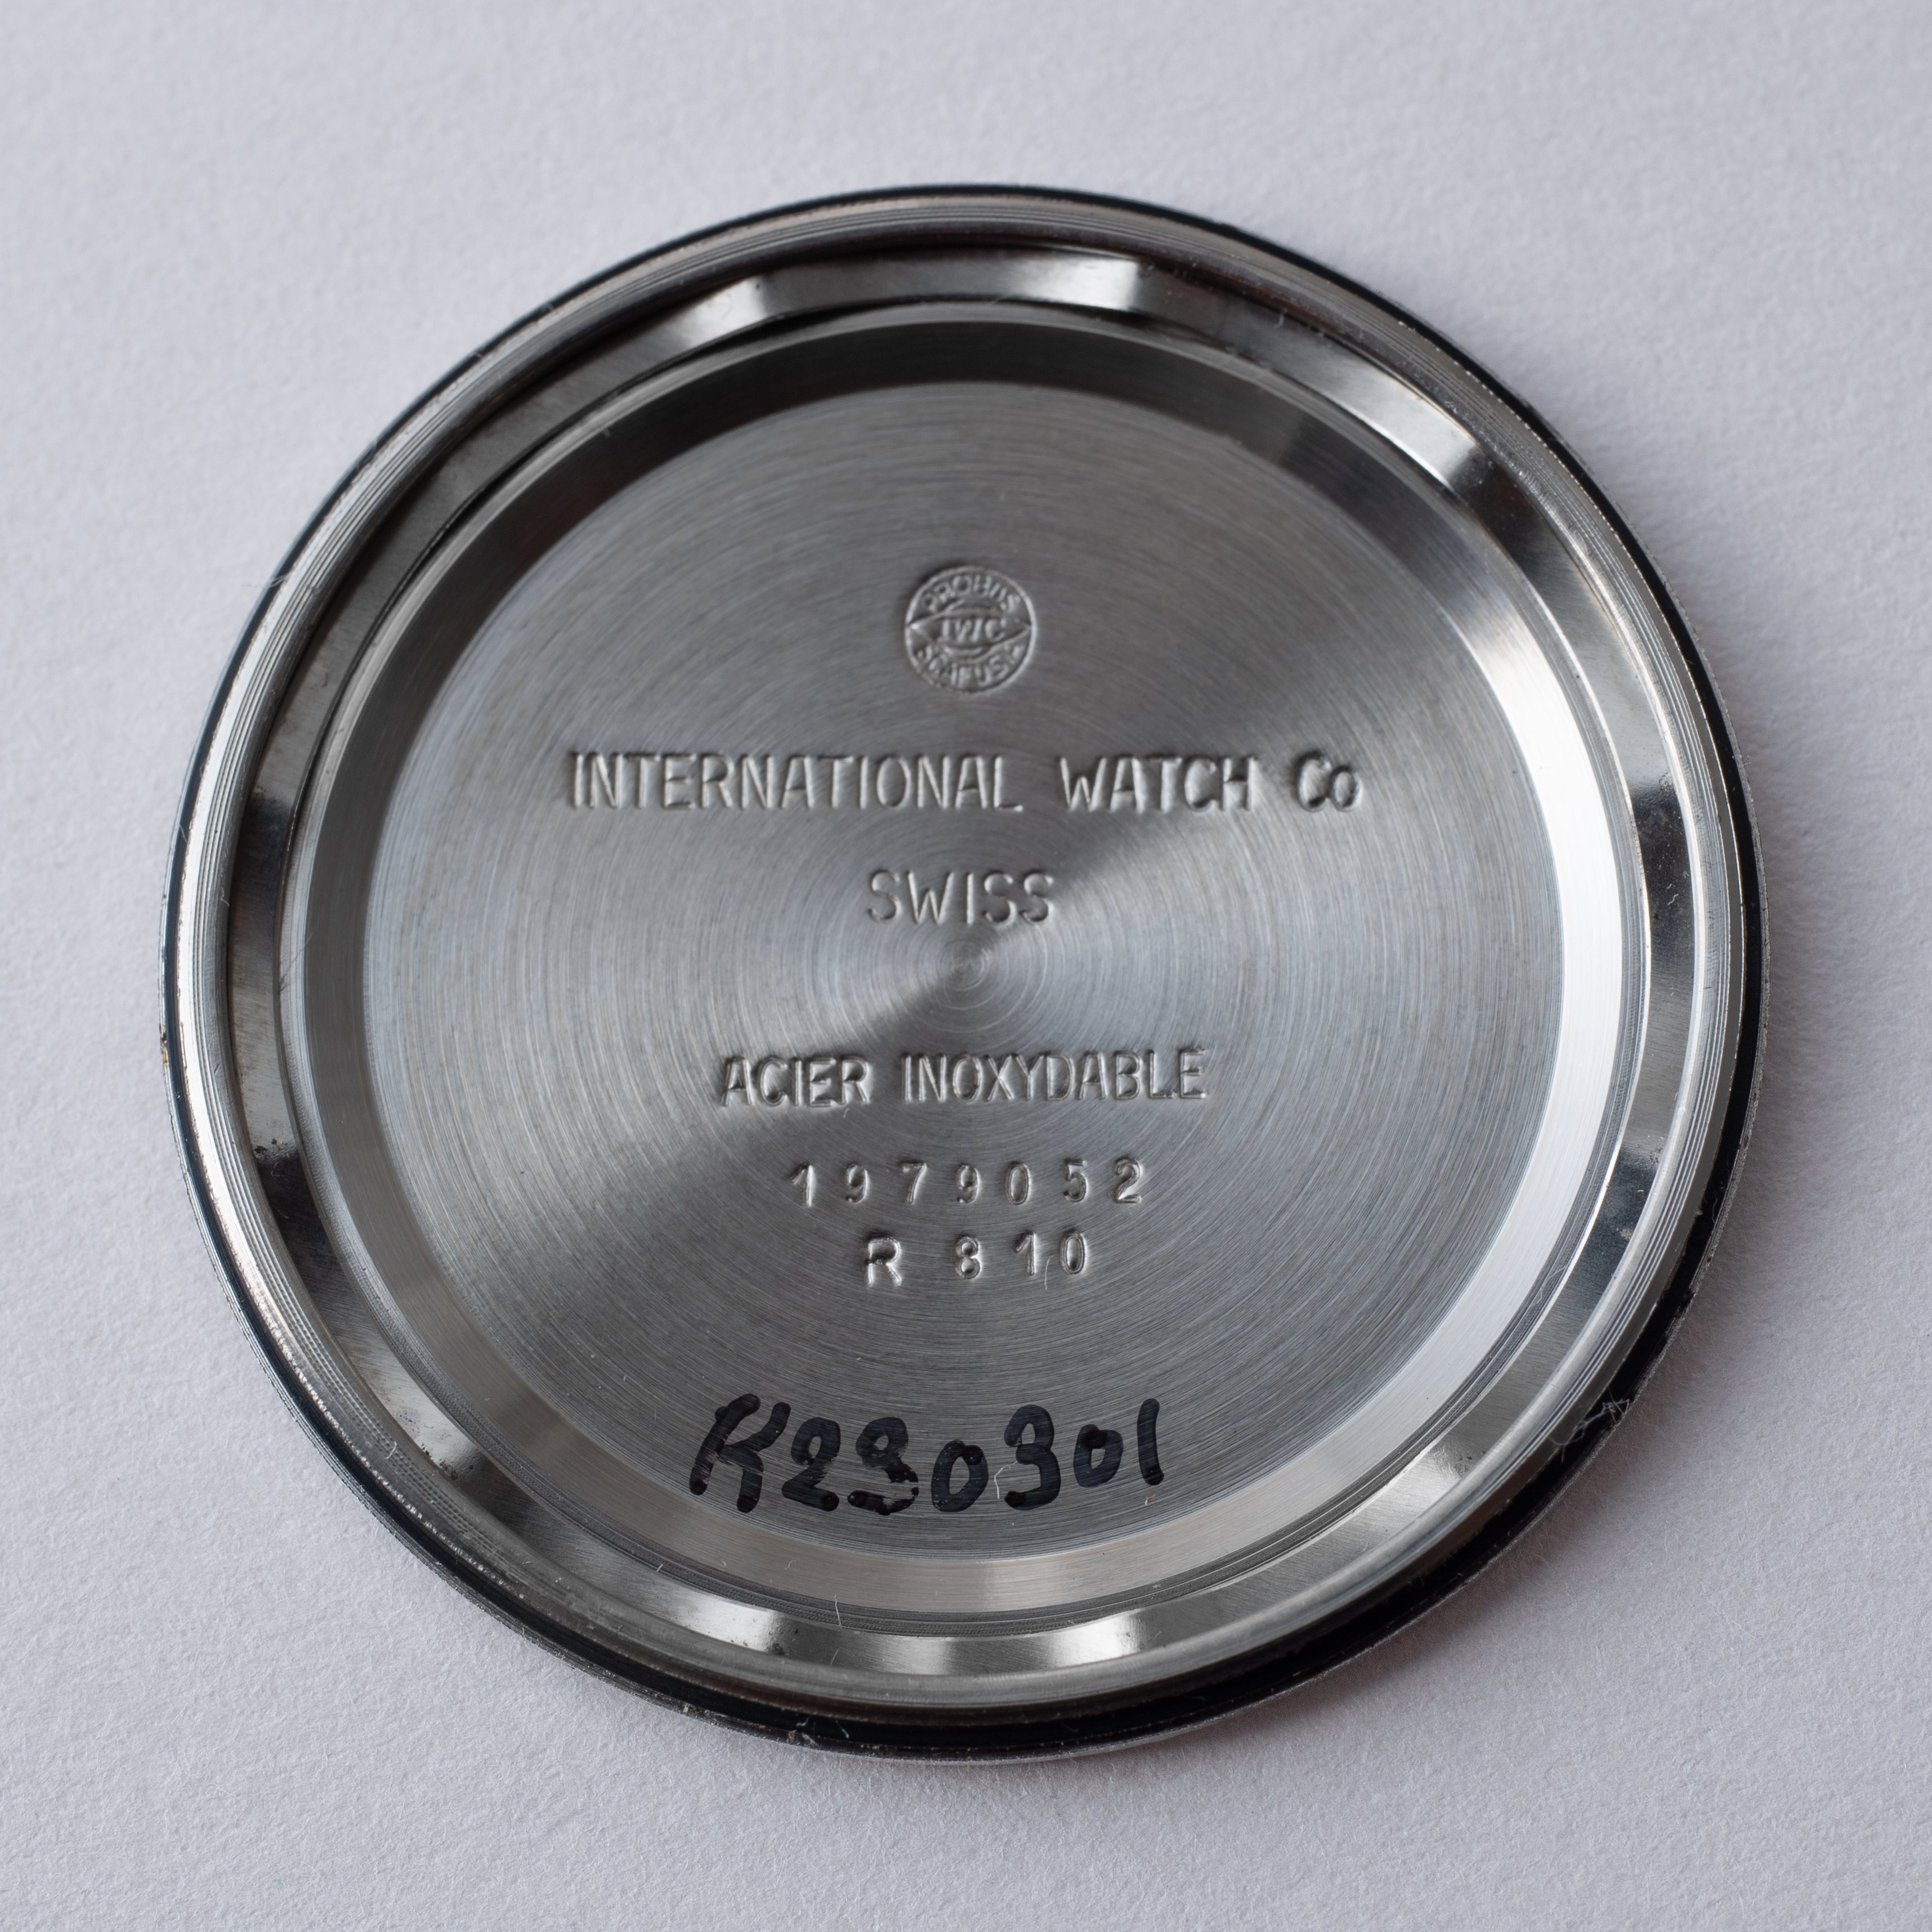 PROBUS
IWC
SCAFUSIA
INTERNATIONAL WATCH Co
SWISS
ACIER INOXYDABLE
1979052
R 810
K230301